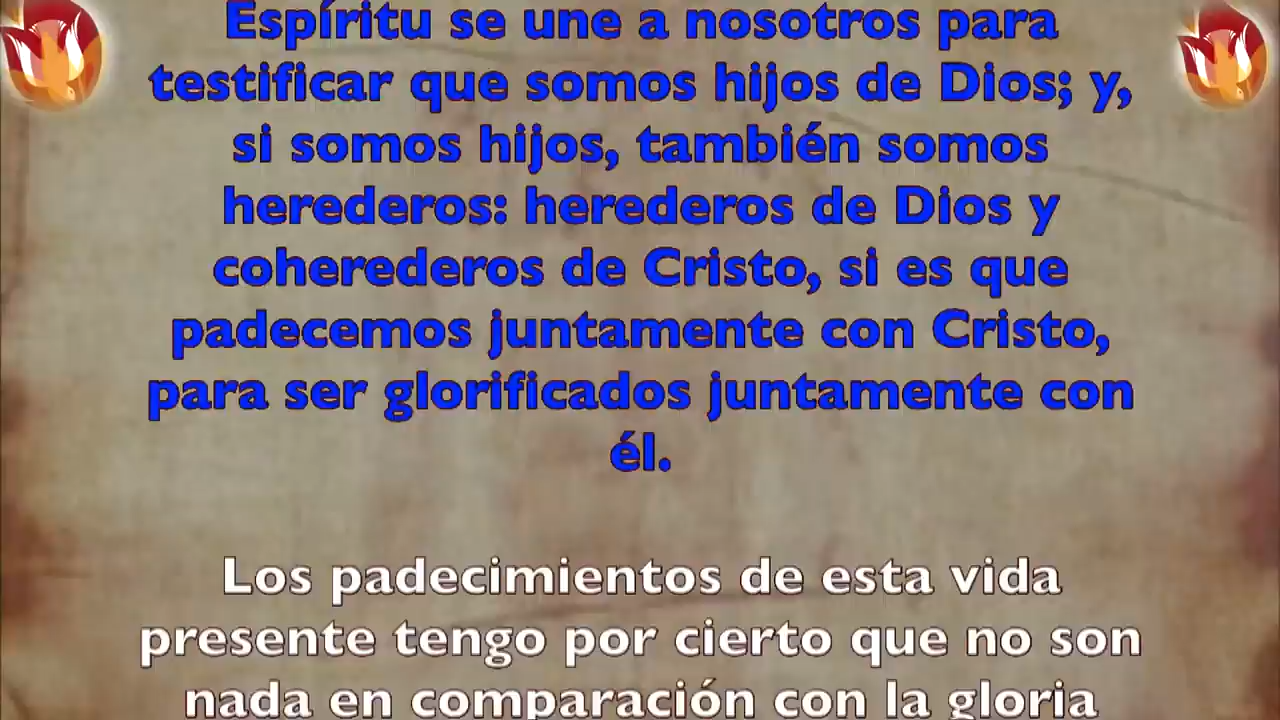 Espíritu se une a nosotros para
testificar que somos hijos de Dios; y,
si somos hijos, también somos
herederos: herederos de Dios y
coherederos de Cristo, si es que
padecemos juntamente con Cristo,
para ser glorificados juntamente con
él.
Los padecimientos de esta vida
presente tengo por cierto que no son
nada en comparación con la gloria